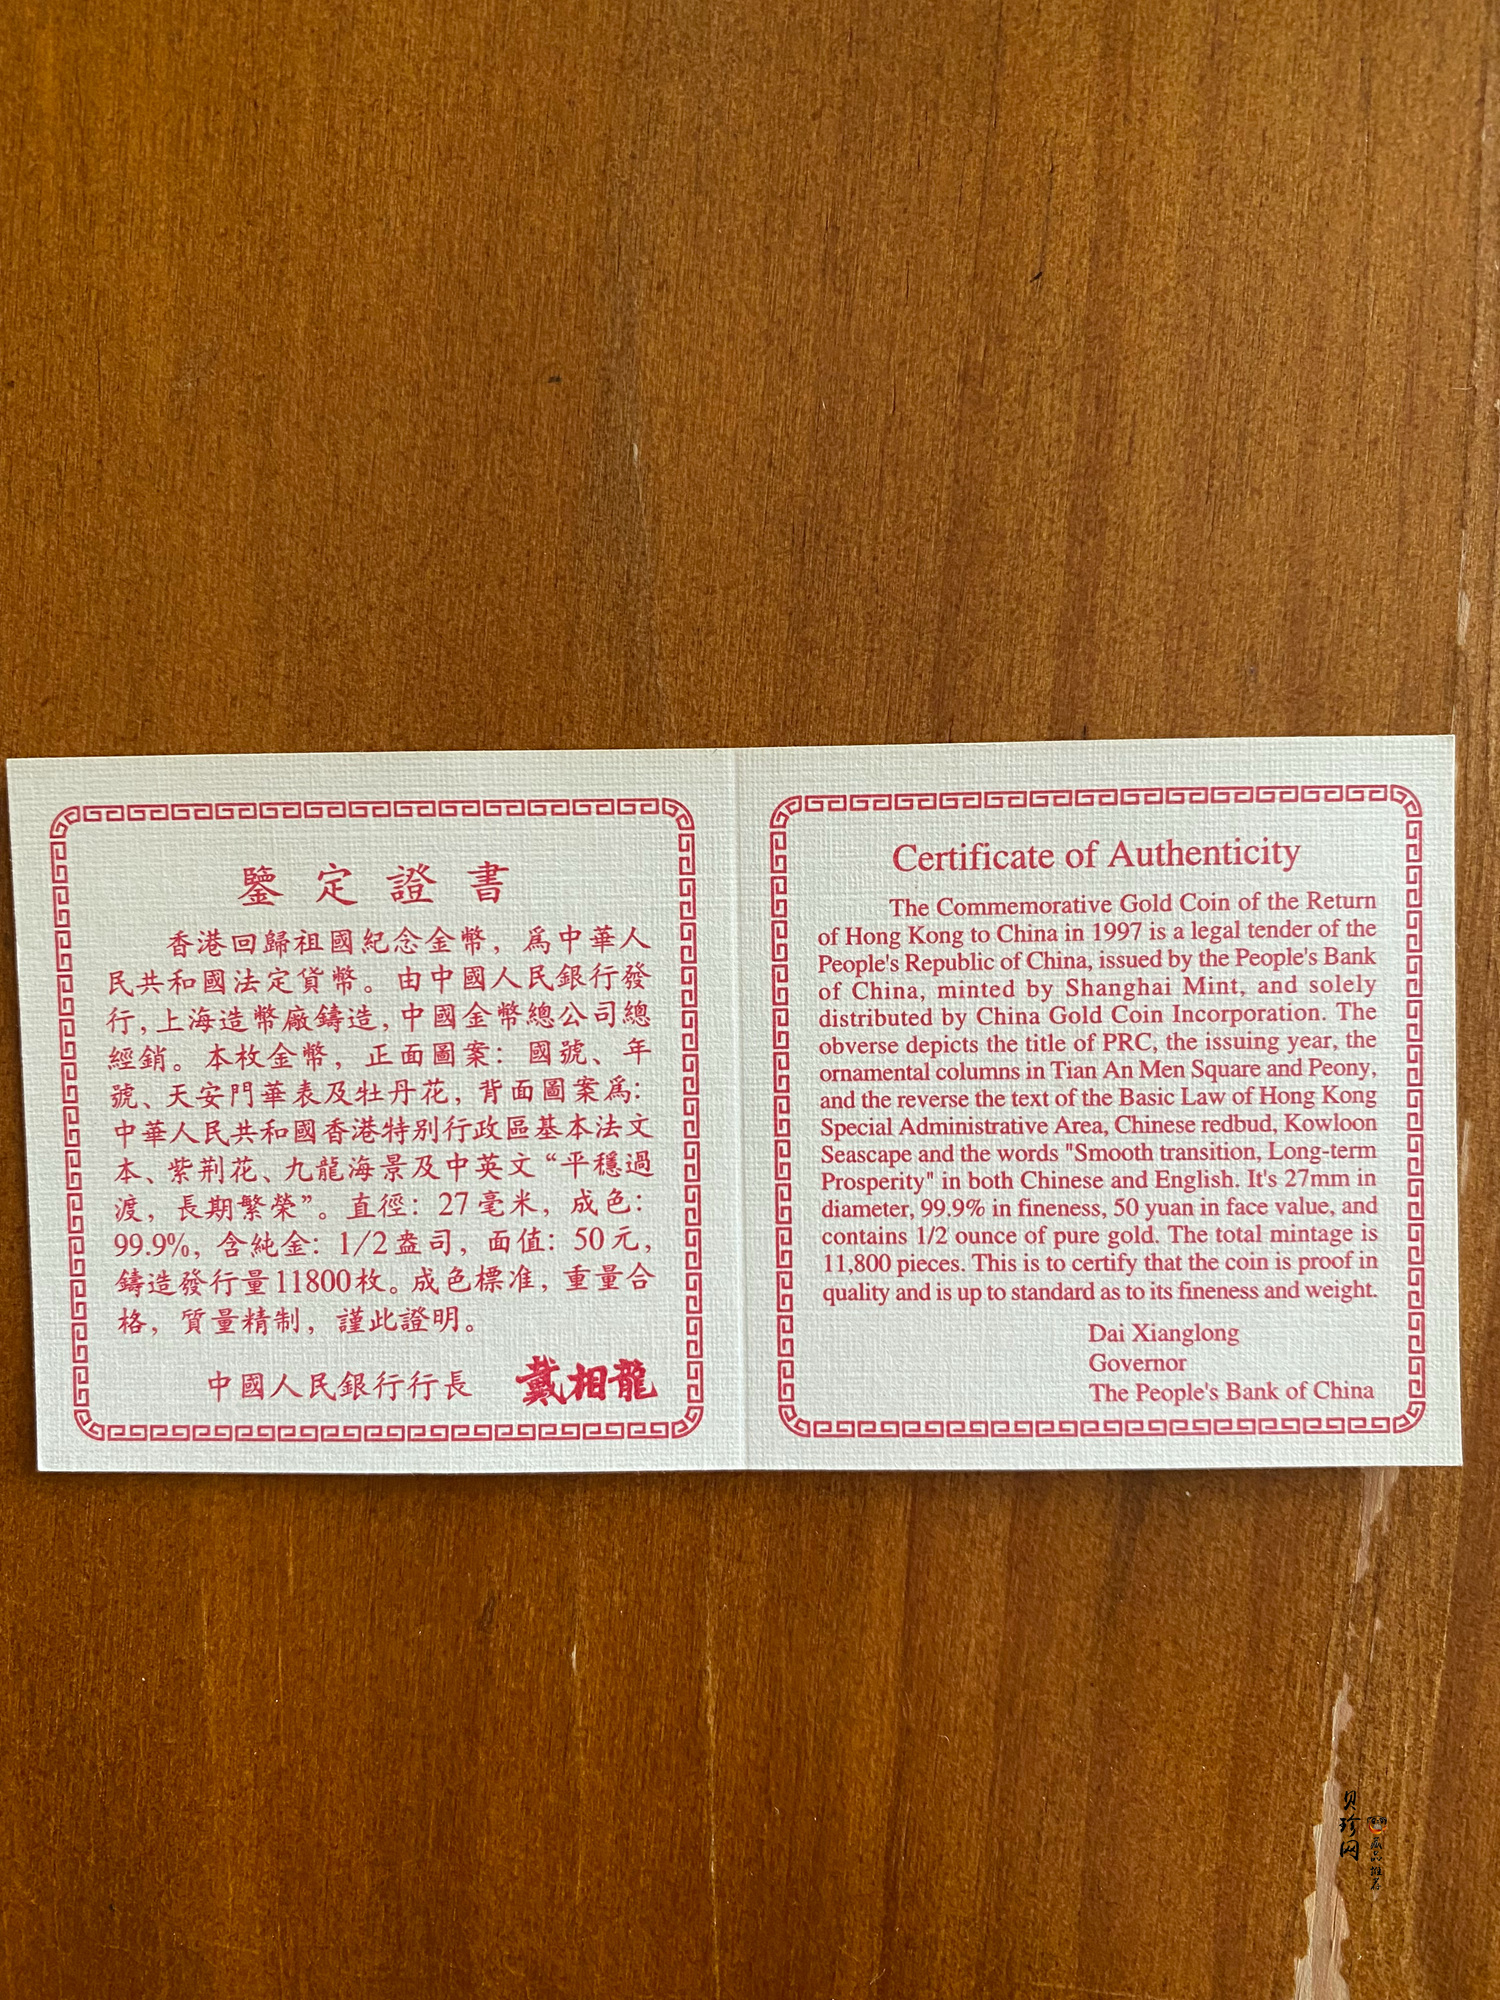 鑒定證書
香港回歸祖國紀念金幣，爲中華人
民共和國法定貨幣。由中國人民銀行發
行，上海造幣廠鑄造，中國金幣總公司總
經銷。本枚金幣，正面圖案：國號、年
號、天安門華表及牡丹花，背面圖案爲：
中華人民共和國香港特别行政區基本法文
本、紫荆花、九龍海景及中英文“平穩過
渡，長期繁榮”。直徑：27毫米，成色：
99.9%，含純金：1/2盎司，面值：50元，
鑄造發行量11800枚。成色標准，重量合
格，質量精制，謹此證明。
中國人民銀行行長 戴相龍
Certificate of Authenticity
The Commemorative Gold Coin of the Return
of Hong Kong to China in 1997 is a legal tender of the
People's Republic of China, issued by the People's Bank
of China, minted by Shanghai Mint, and solely
distributed by China Gold Coin Incorporation. The
obverse depicts the title of PRC, the issuing year, the
ornamental columns in Tian An Men Square and Peony,
and the reverse the text of the Basic Law of Hong Kong
Special Administrative Area, Chinese redbud, Kowloon
Seascape and the words "Smooth transition, Long-term
Prosperity" in both Chinese and English. It's 27mm in
diameter, 99.9% in fineness, 50 yuan in face value, and
contains 1/2 ounce of pure gold. The total mintage is
11,800 pieces. This is to certify that the coin is proof in
quality and is up to standard as to its fineness and weight.
Dai Xianglong
Governor
The People's Bank of China
贝珍网
藏品推荐